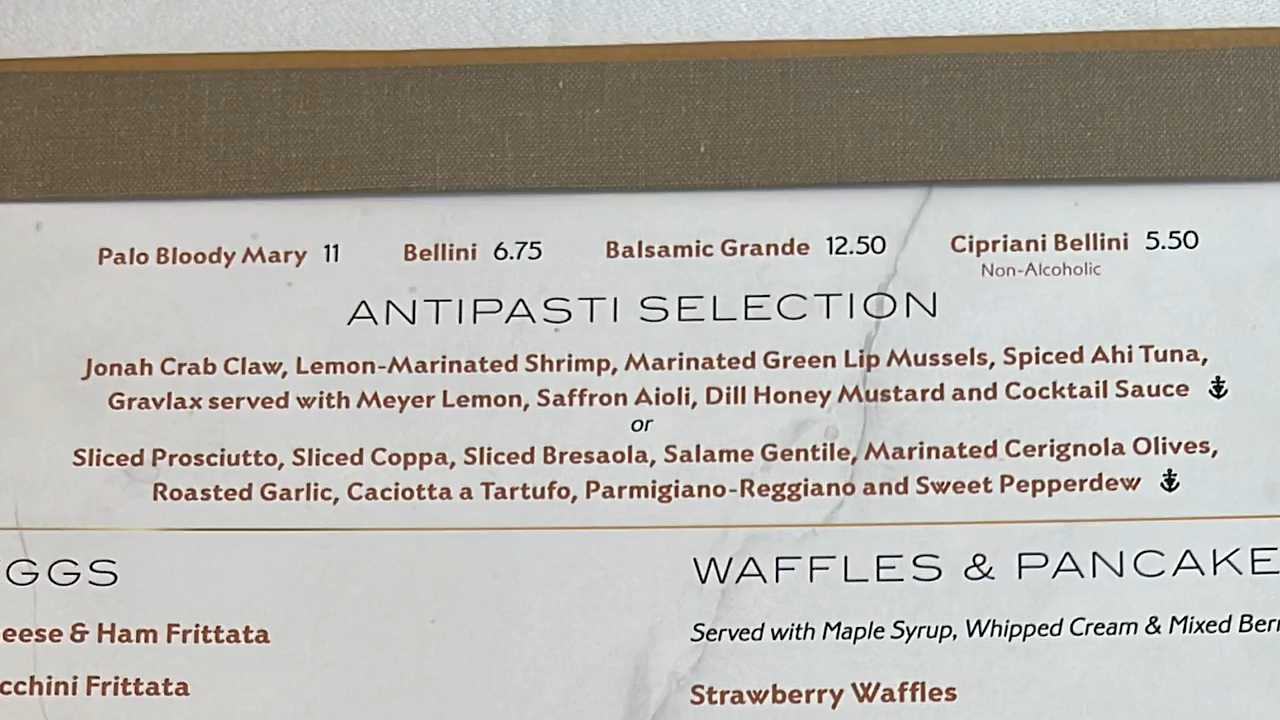 Palo Bloody Mary 11 Bellini 6.75 Balsamic Grande 12.50 Cipriani Bellini 5.50
Non-Alcoholic
ANTIPASTI SELECTION
Jonah Crab Claw, Lemon-Marinated Shrimp, Marinated Green Lip Mussels, Spiced Ahi Tuna,
Gravlax served with Meyer Lemon, Saffron Aioli, Dill Honey Mustard and Cocktail Sauce
or
Sliced Prosciutto, Sliced Coppa, Sliced Bresaola, Salame Gentile, Marinated Cerignola Olives,
Roasted Garlic, Caciotta a Tartufo, Parmigiano-Reggiano and Sweet Pepperdew
GGS
eese & Ham Frittata
cchini Frittata
WAFFLES & PANCAKE
Served with Maple Syrup, Whipped Cream & Mixed Berr
Strawberry Waffles